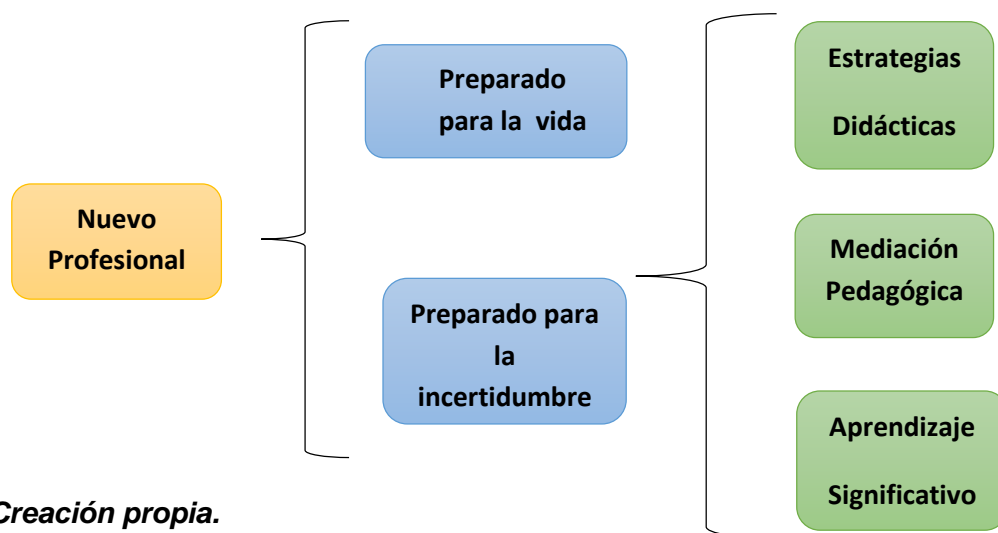 Nuevo
Profesional
Preparado
para la vida
Preparado para
la
incertidumbre
Estrategias
Didácticas
Mediación
Pedagógica
Aprendizaje
Significativo
Creación propia.